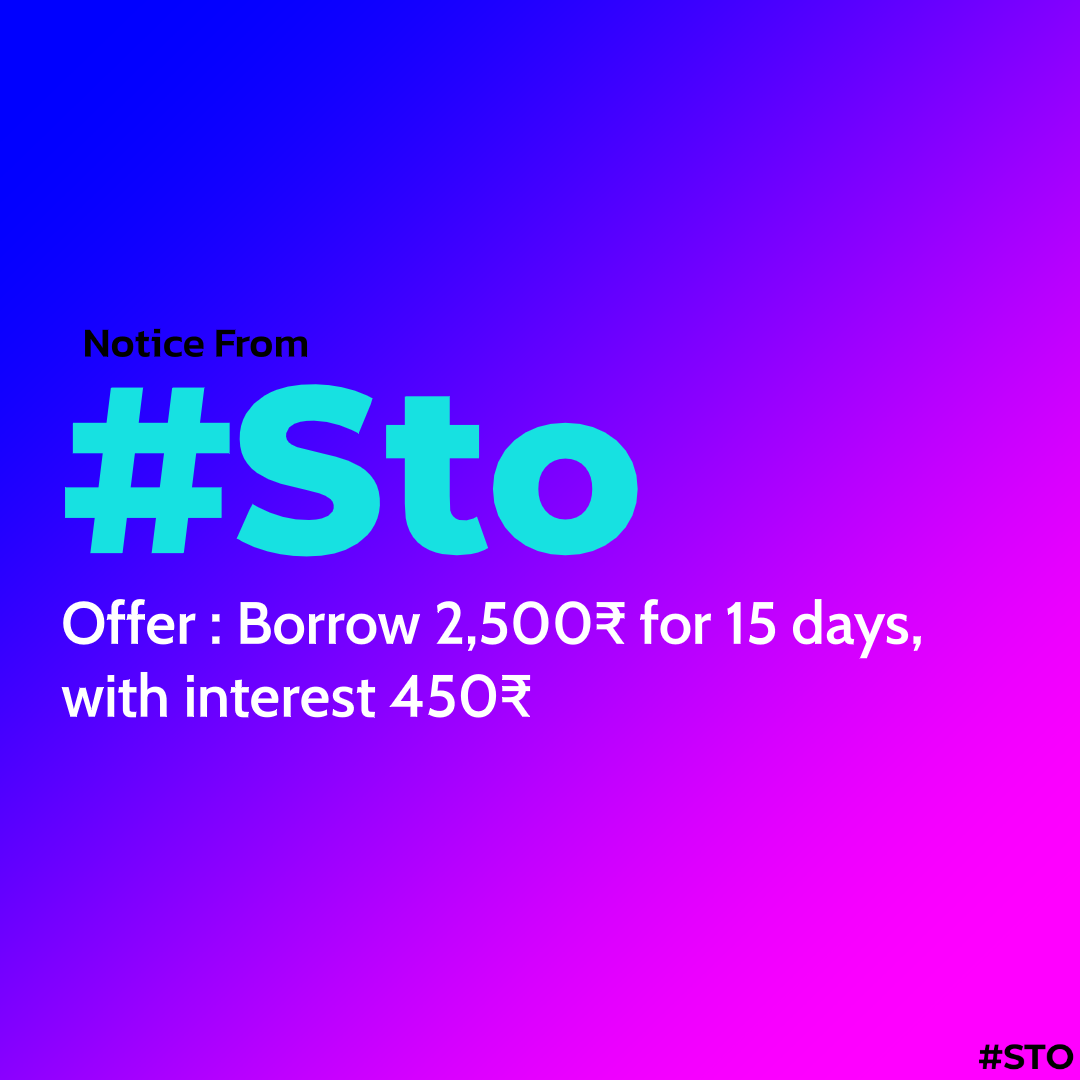 Notice From
#Sto
Offer : Borrow 2,500₹ for 15 days,
with interest 450₹
#STO